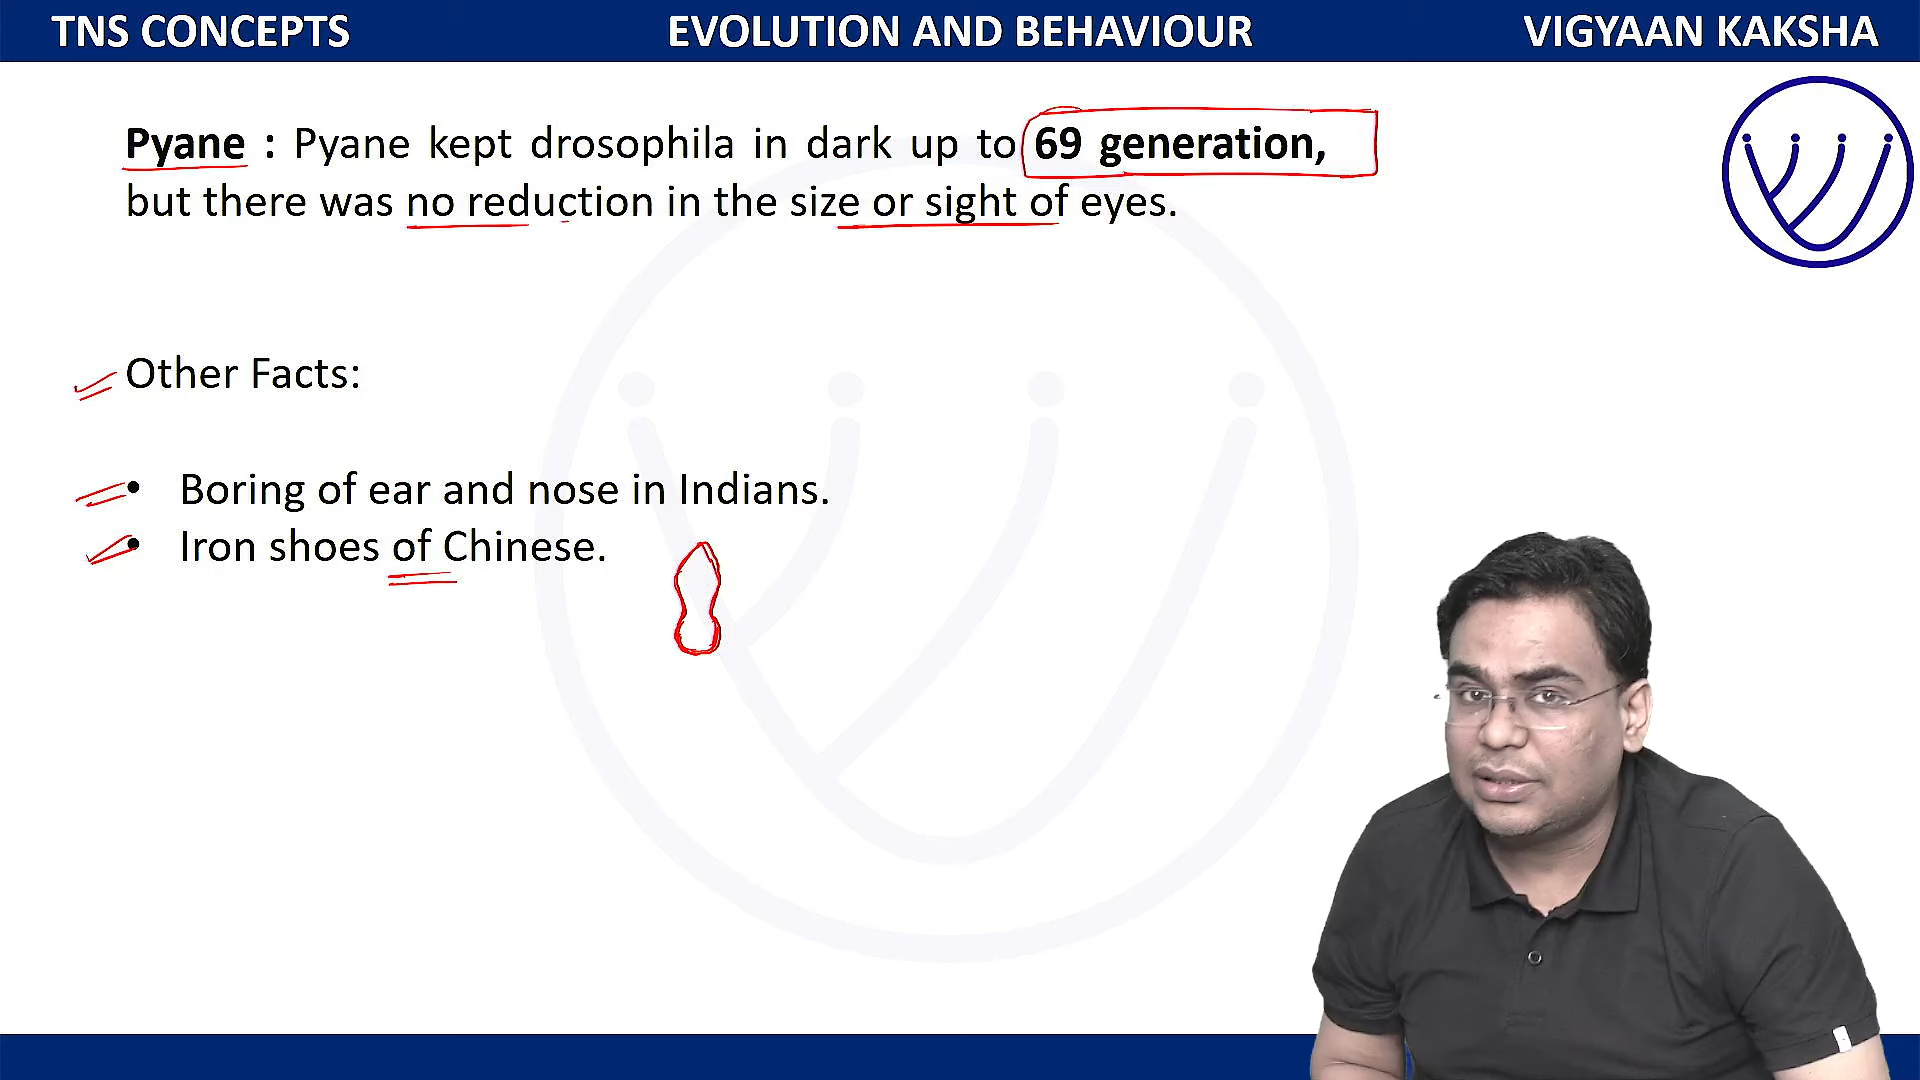 TNS CONCEPTS EVOLUTION AND BEHAVIOUR VIGYAAN KAKSHA
Pyane : Pyane kept drosophila in dark up to 69 generation,
but there was no reduction in the size or sight of eyes.
Other Facts:
• Boring of ear and nose in Indians.
• Iron shoes of Chinese.